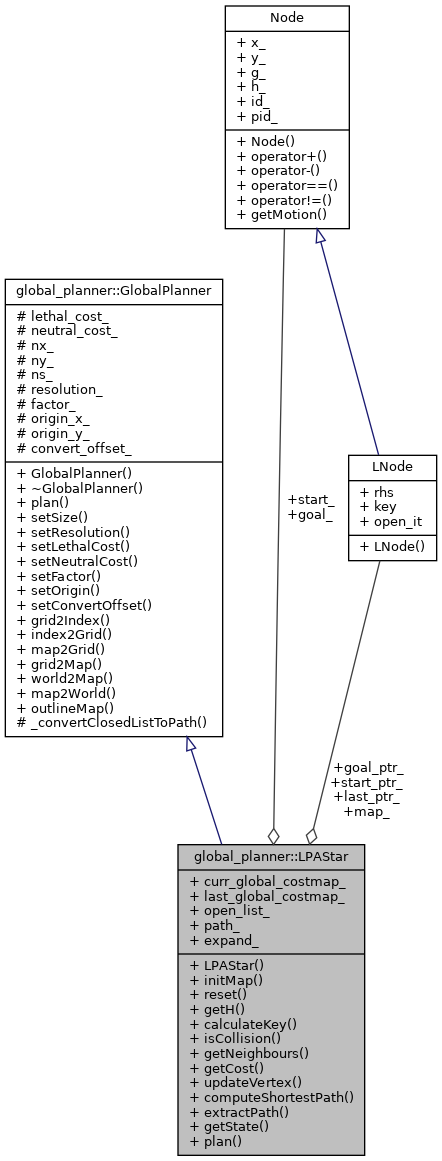 Node
+ x_
+ y_
+ g_
+ h_
+ id_
+ pid_
+ Node()
+ operator+()
+ operator-()
+ operator==()
+ operator!=()
+ getMotion()
global_planner::GlobalPlanner
# lethal_cost_
# neutral_cost_
# nx_
# ny_
# ns_
# resolution_
# factor_
# origin_x_
# origin_y_
# convert_offset_
+ GlobalPlanner()
+ ~GlobalPlanner()
+ plan()
+ setSize()
+ setResolution()
+ setLethalCost()
+ setNeutralCost()
+ setFactor()
+ setOrigin()
+ setConvertOffset()
+ grid2Index()
+ index2Grid()
+ map2Grid()
+ grid2Map()
+ world2Map()
+ map2World()
+ outlineMap()
# _convertClosedListToPath()
LNode
+ rhs
+ key
+ open_it
+ LNode()
+start_
+goal_
+goal_ptr_
+start_ptr_
+last_ptr_
+map_
global_planner::LPAStar
+ curr_global_costmap_
+ last_global_costmap_
+ open_list_
+ path_
+ expand_
+ LPAStar()
+ initMap()
+ reset()
+ getH()
+ calculateKey()
+ isCollision()
+ getNeighbours()
+ getCost()
+ updateVertex()
+ computeShortestPath()
+ extractPath()
+ getState()
+ plan()